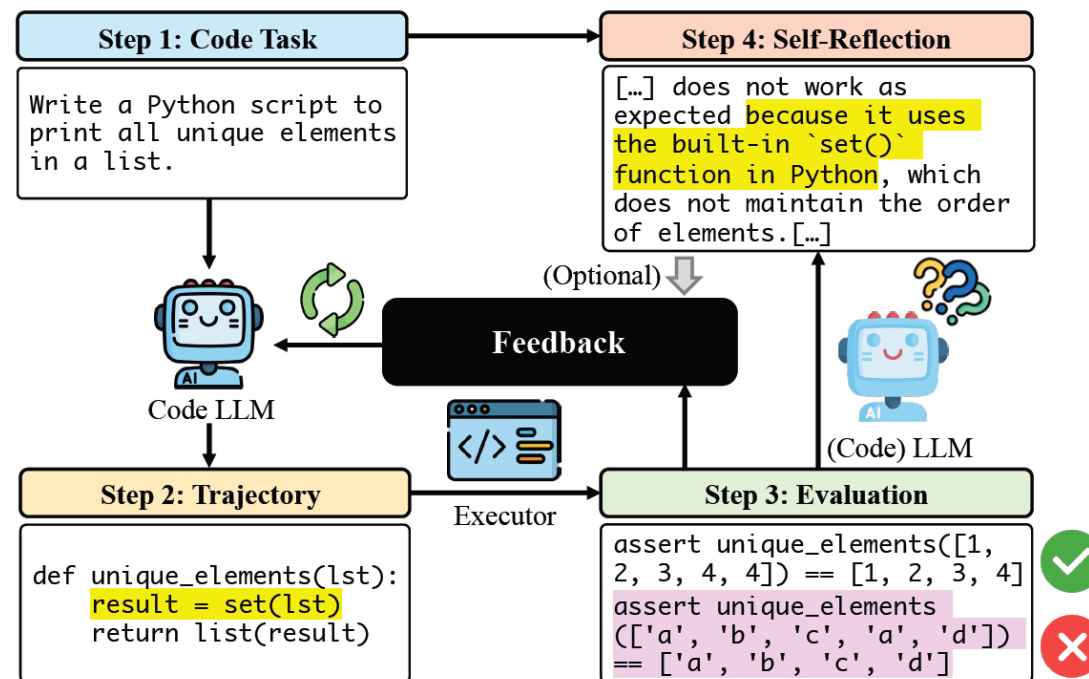 Step 1: Code Task
Write a Python script to
print all unique elements
in a list.
Step 4: Self-Reflection
[…] does not work as
expected because it uses
the built-in `set()`
function in Python, which
does not maintain the order
of elements.[…]
(Optional)
Feedback
AI
Code LLM
</>
Executor
AI
(Code) LLM
Step 2: Trajectory
def unique_elements(lst):
result = set(lst)
return list(result)
Step 3: Evaluation
assert unique_elements([1,
2, 3, 4, 4]) == [1, 2, 3, 4]
assert unique_elements
(['a', 'b', 'c', 'a', 'd'])
== ['a', 'b', 'c', 'd']